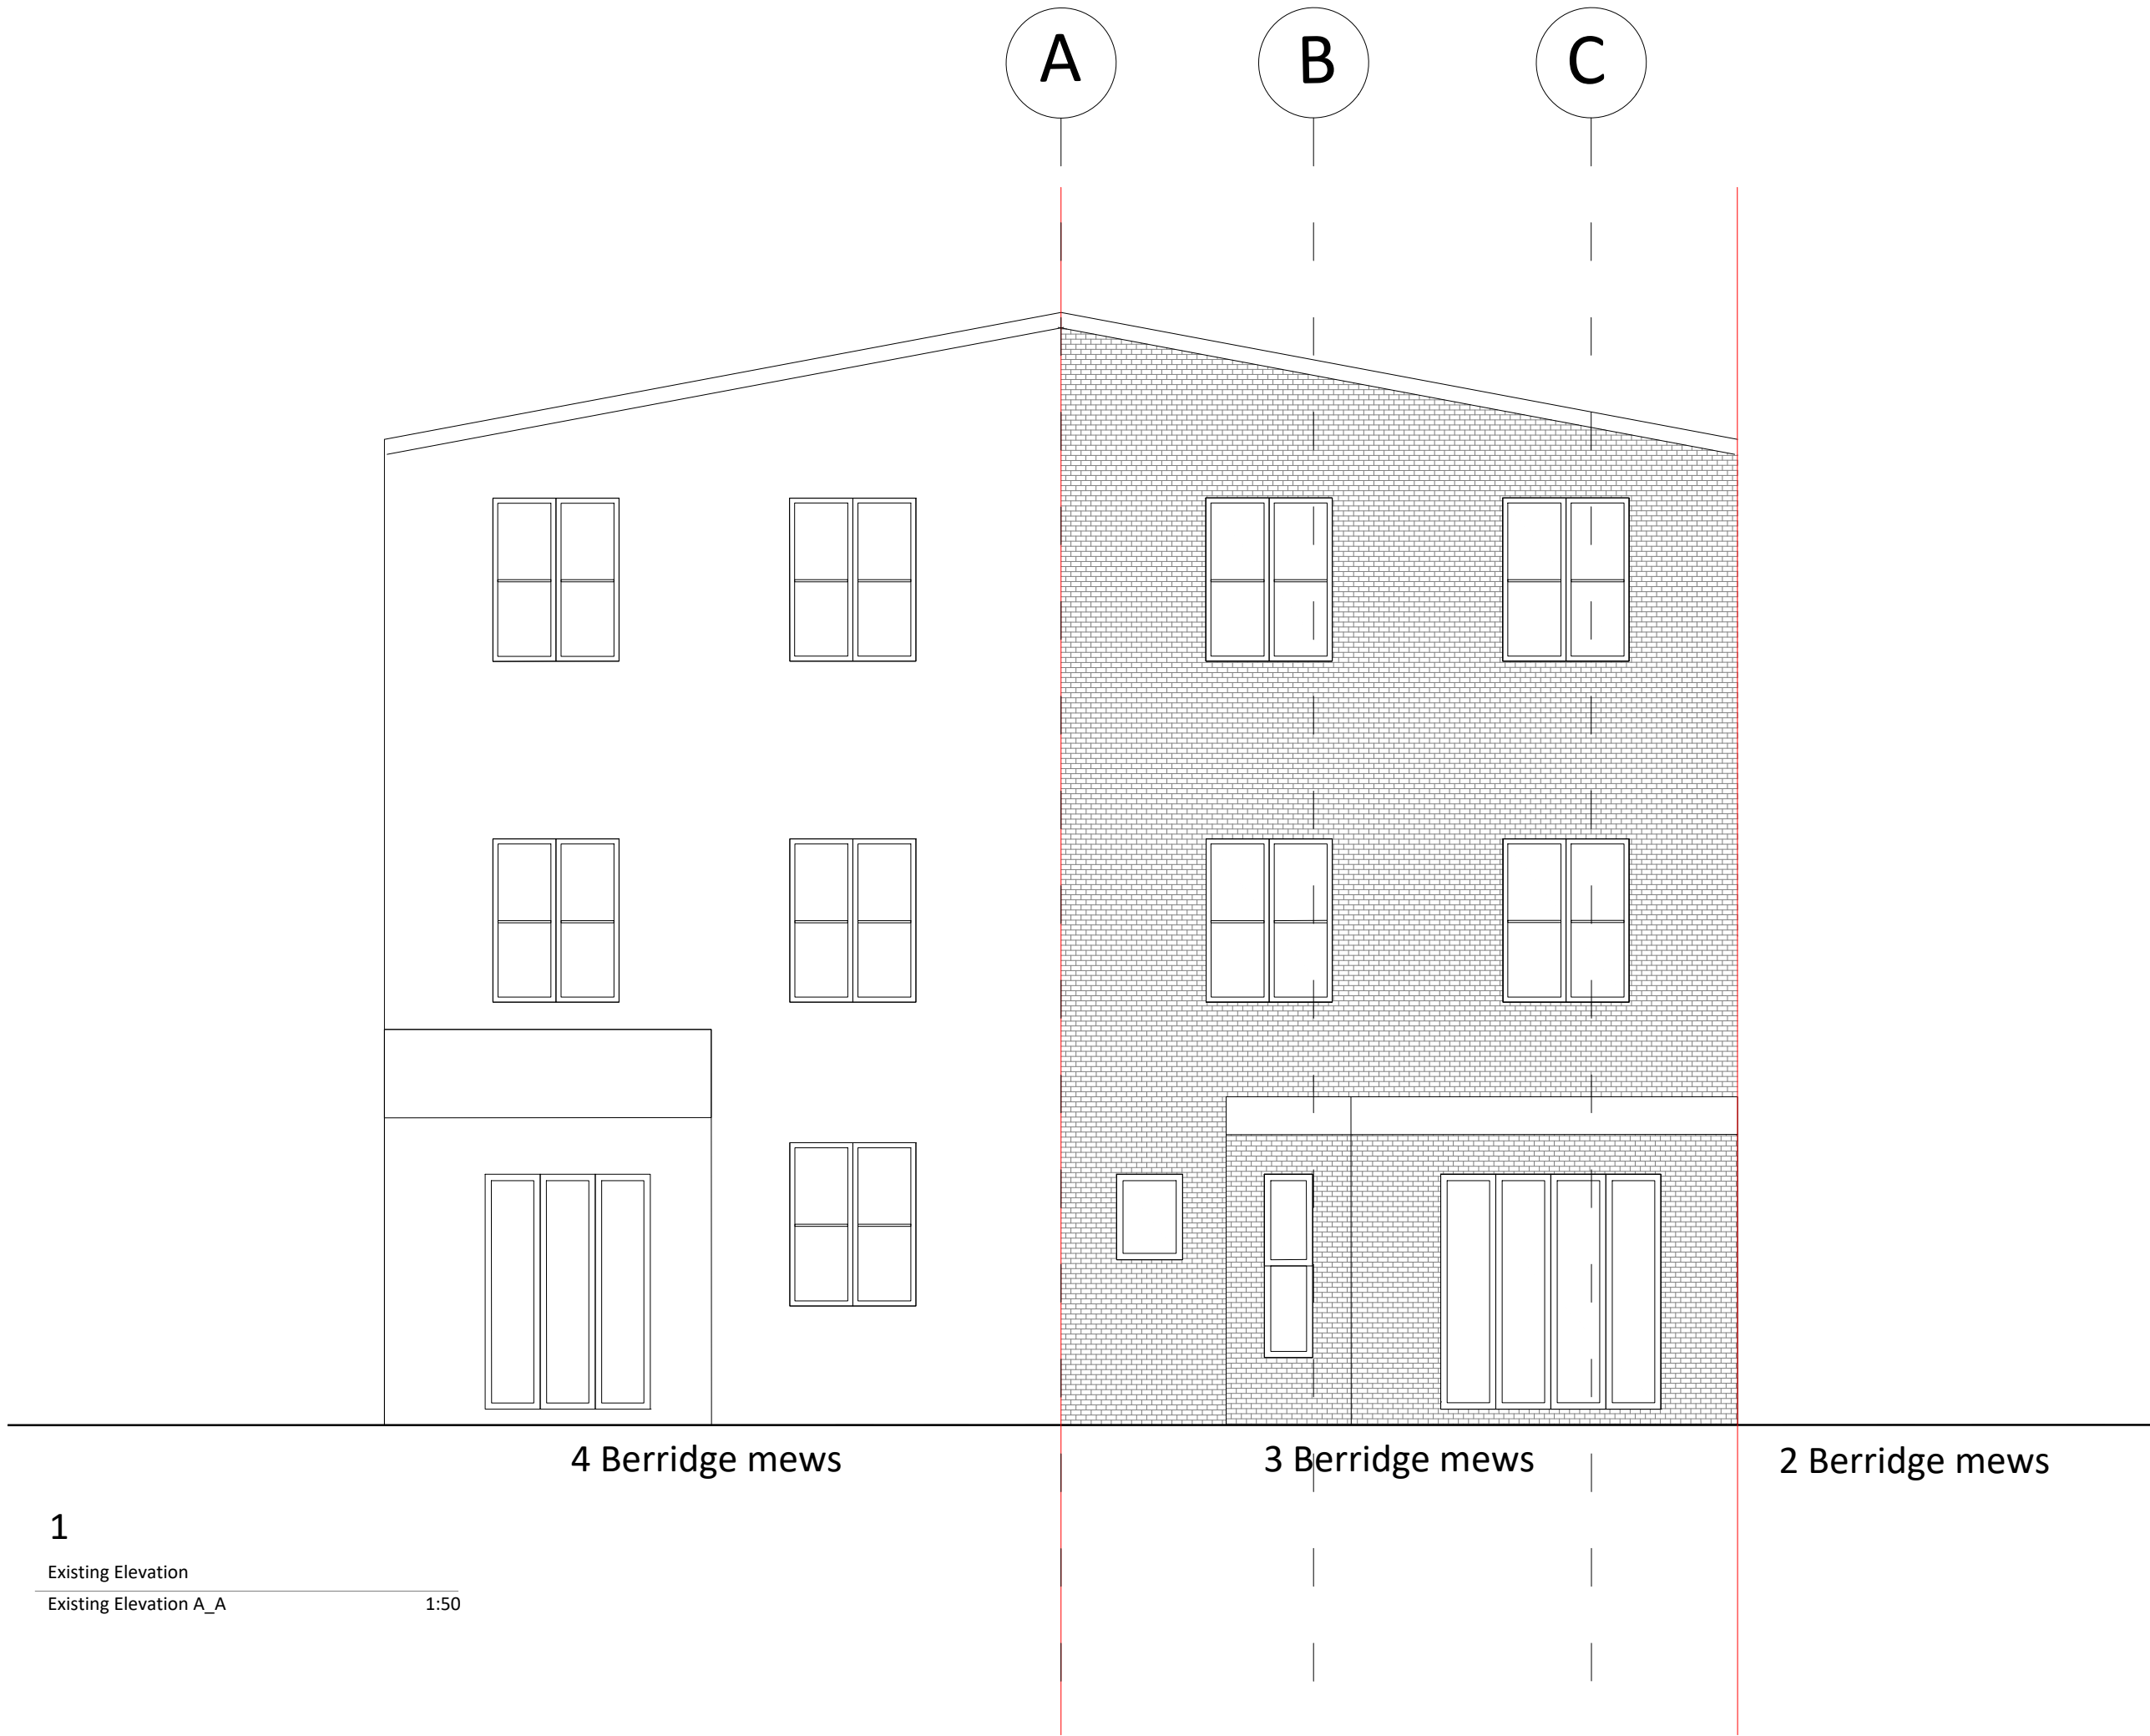 A B C
4 Berridge mews
3 Berridge mews
2 Berridge mews
1
Existing Elevation
Existing Elevation A_A 1:50